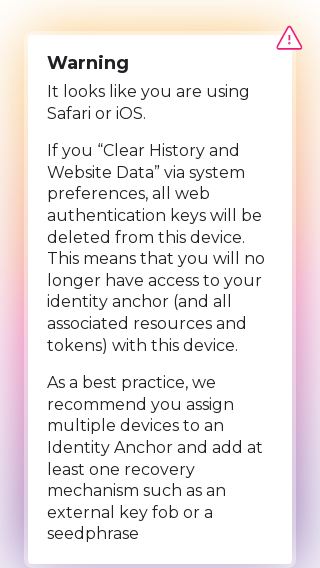 Warning
It looks like you are using
Safari or iOS.
If you “Clear History and
Website Data” via system
preferences, all web
authentication keys will be
deleted from this device.
This means that you will no
longer have access to your
identity anchor (and all
associated resources and
tokens) with this device.
As a best practice, we
recommend you assign
multiple devices to an
Identity Anchor and add at
least one recovery
mechanism such as an
external key fob or a
seedphrase